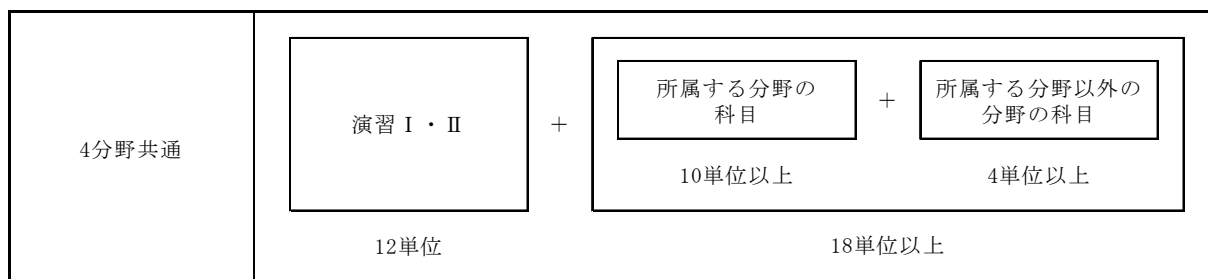 4分野共通
演習Ⅰ・Ⅱ
+
所属する分野の
科目
+
所属する分野以外の
分野の科目
10単位以上
4単位以上
12単位
18単位以上